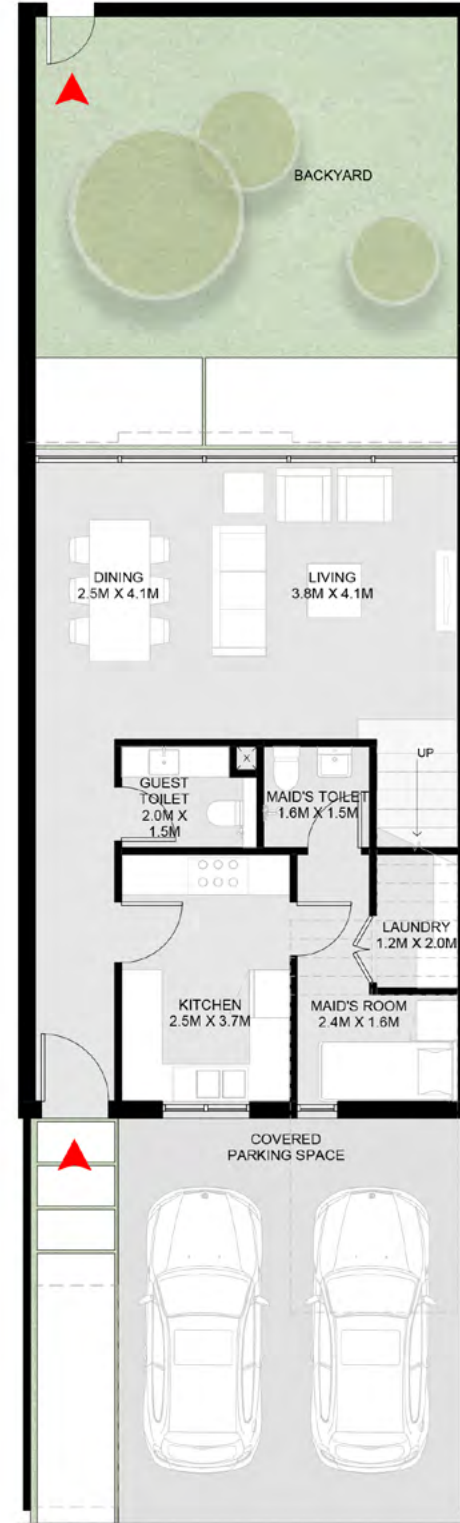 BACKYARD
DINING
2.5M X 4.1M
LIVING
3.8M X 4.1M
UP
GUEST
TOILET
2.0M X
1.5M
X
MAID'S TOILET
1.6M X 1.5M
LAUNDRY
1.2M X 2.0M
KITCHEN
2.5M X 3.7M
MAID'S ROOM
2.4M X 1.6M
COVERED
PARKING SPACE